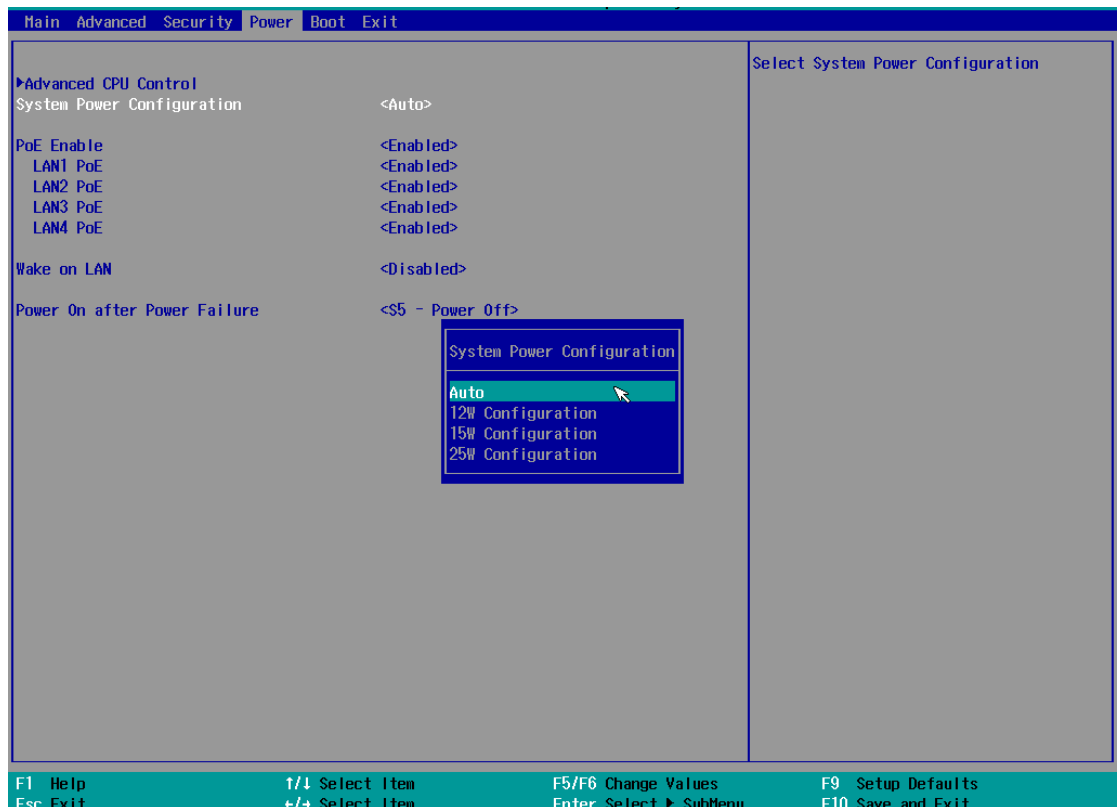 Main Advanced Security Power Boot Exit
Select System Power Configuration
▶Advanced CPU Control
System Power Configuration <Auto>
PoE Enable <Enabled>
LAN1 PoE <Enabled>
LAN2 PoE <Enabled>
LAN3 PoE <Enabled>
LAN4 PoE <Enabled>
Wake on LAN <Disabled>
Power On after Power Failure <S5 - Power Off>
System Power Configuration
Auto
12W Configuration
15W Configuration
25W Configuration
F1 Help ↑/↓ Select Item F5/F6 Change Values F9 Setup Defaults
Esc Exit ←/→ Select Item Enter Select ▶ SubMenu F10 Save and Exit